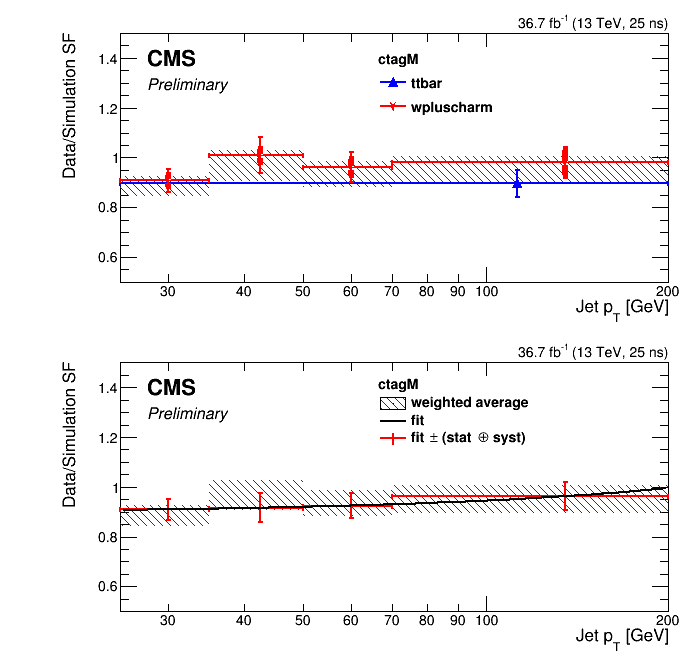 36.7 fb-1 (13 TeV, 25 ns)
Data/Simulation SF
CMS
Preliminary
ctagM
ttbar
wpluscharm
1.4
1.2
1
0.8
0.6
30 40 50 60 70 80 90 100 200
Jet pT [GeV]
36.7 fb-1 (13 TeV, 25 ns)
Data/Simulation SF
CMS
Preliminary
ctagM
weighted average
fit
fit ± (stat ⊕ syst)
1.4
1.2
1
0.8
0.6
30 40 50 60 70 80 90 100 200
Jet pT [GeV]